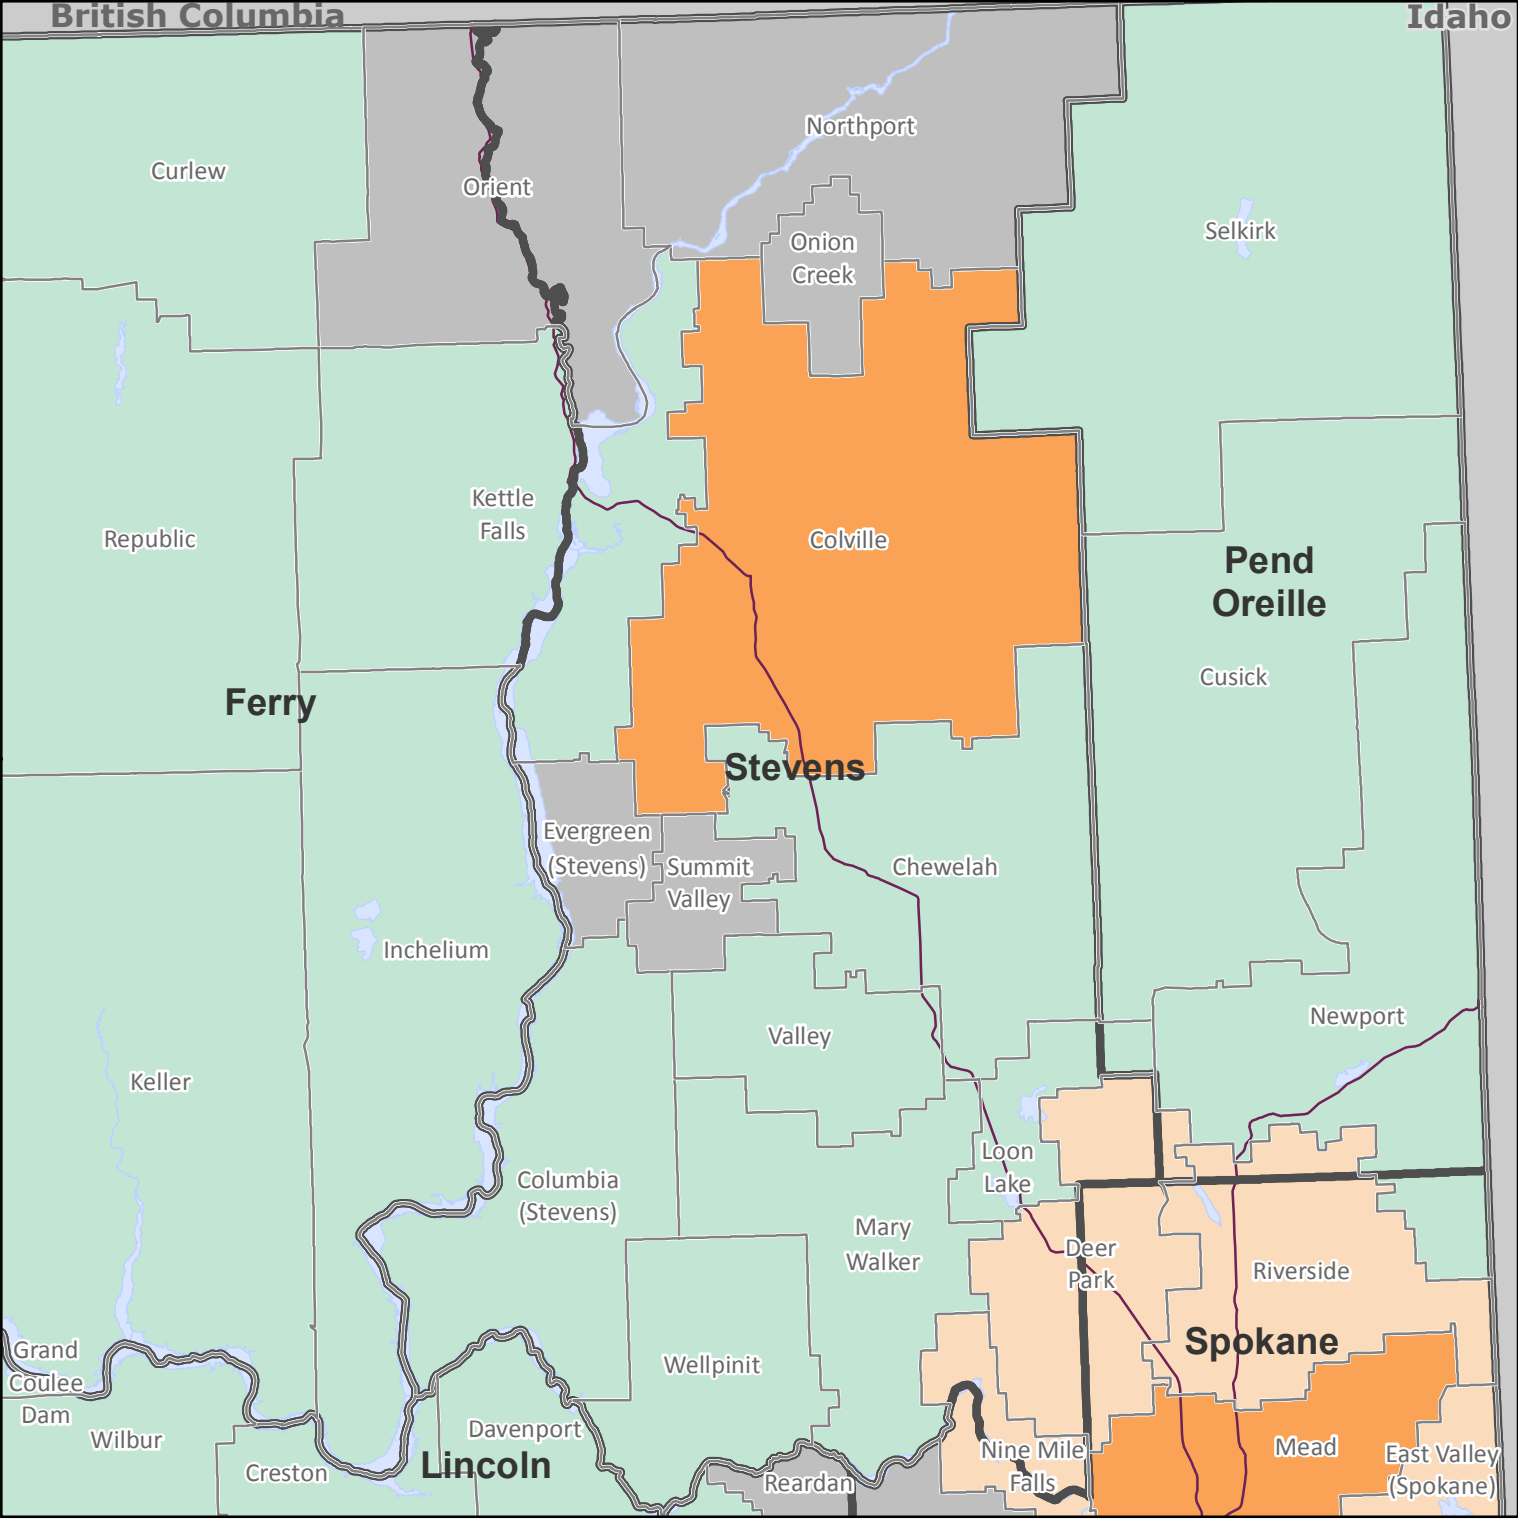 British Columbia
Idaho
Northport
Curlew
Orient
Selkirk
Onion
Creek
Kettle
Falls
Republic
Colville
Pend
Oreille
Cusick
Ferry
Stevens
Evergreen
(Stevens)
Summit
Valley
Chewelah
Inchelium
Newport
Valley
Keller
Loon
Lake
Columbia
(Stevens)
Mary
Walker
Deer
Park
Riverside
Spokane
Grand
Coulee
Dam
Wellpinit
Wilbur
Davenport
Lincoln
Creston
Reardan
Nine Mile
Falls
Mead
East Valley
(Spokane)